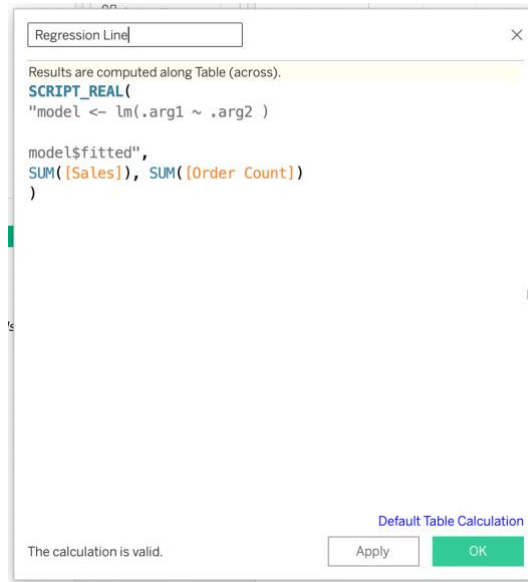 Regression Line
Results are computed along Table (across).
SCRIPT_REAL(
"model <- lm(.arg1 ~ .arg2 )
model$fitted",
SUM([Sales]), SUM([Order Count])
)
Default Table Calculation
The calculation is valid.
Apply
OK